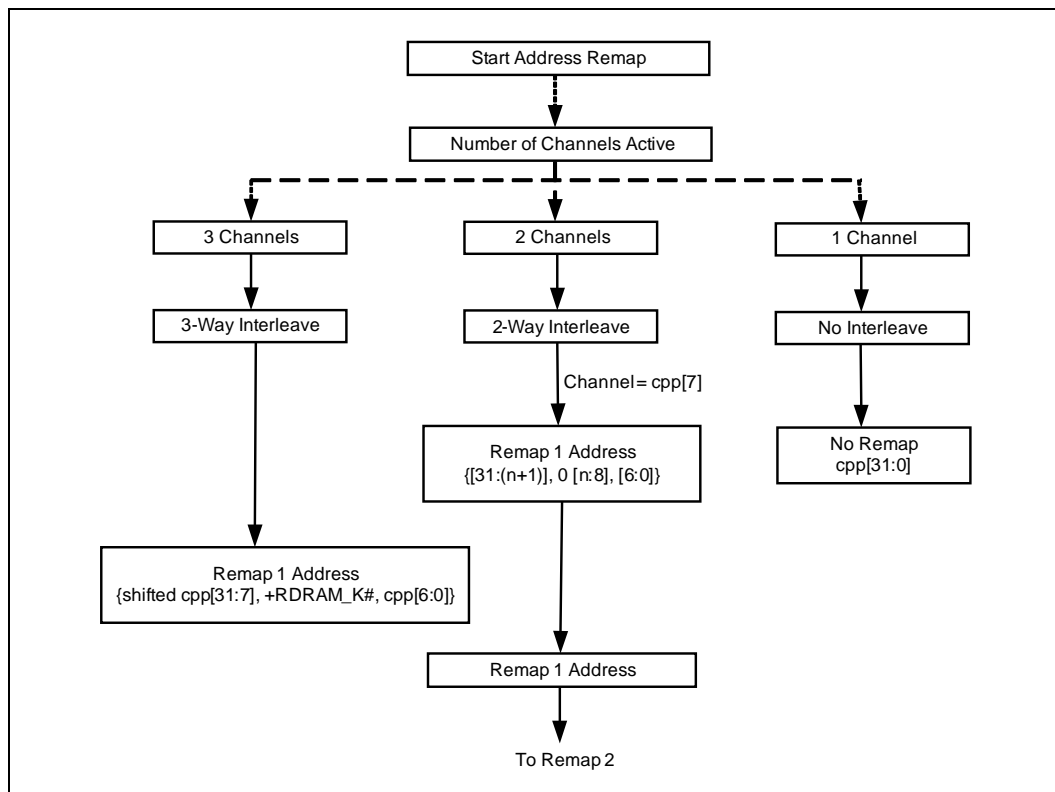 Start Address Remap
Number of Channels Active
3 Channels
2 Channels
1 Channel
3-Way Interleave
2-Way Interleave
No Interleave
Channel = cpp[7]
Remap 1 Address
{[31:(n+1)], 0 [n:8], [6:0]}
No Remap
cpp[31:0]
Remap 1 Address
{shifted cpp[31:7], +RDRAM_K#, cpp[6:0]}
Remap 1 Address
To Remap 2